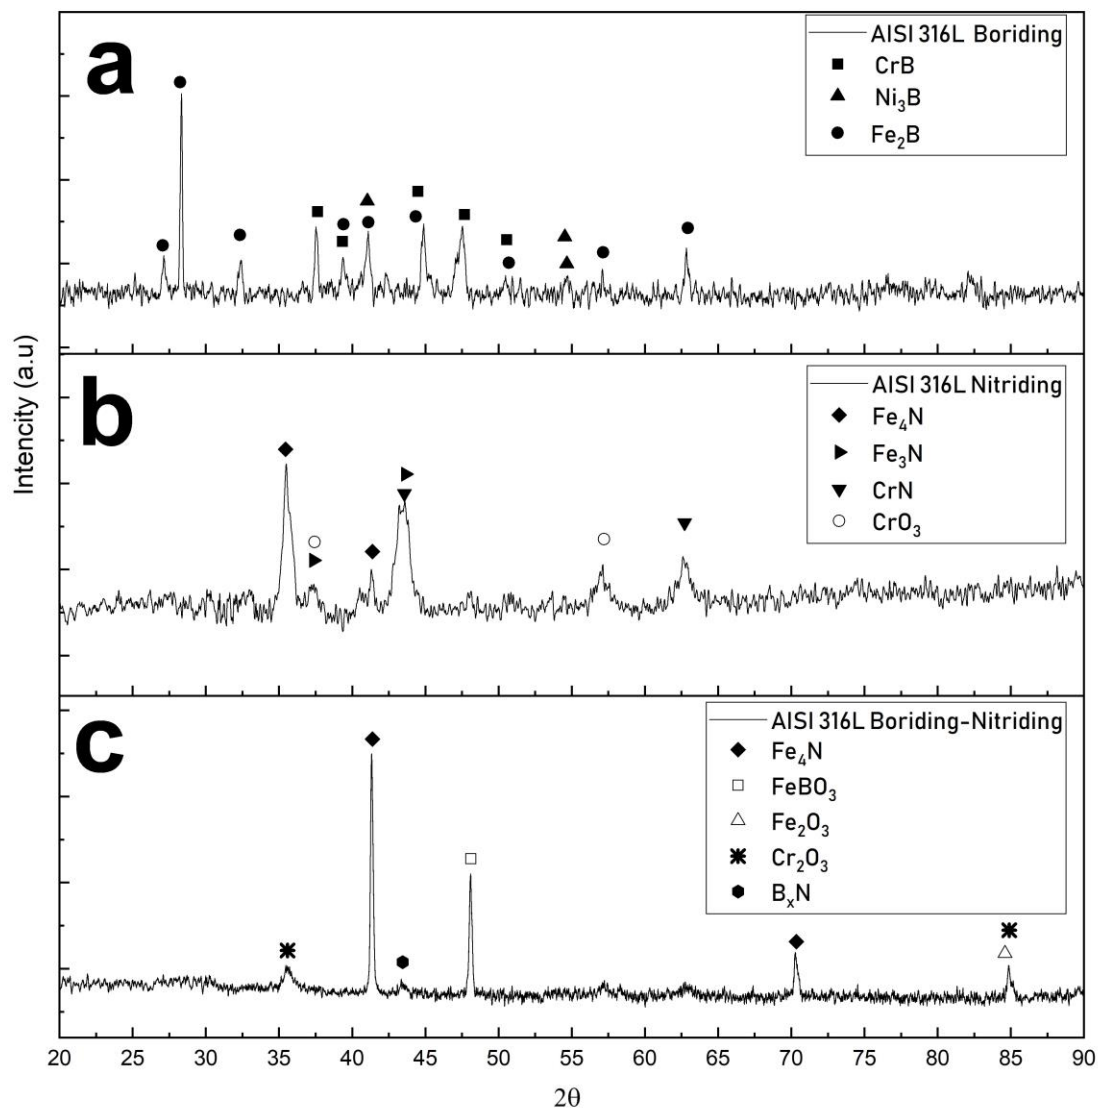 a
AISI 316L Boriding
CrB
Ni₃B
Fe₂B
b
AISI 316L Nitriding
Fe₄N
Fe₃N
CrN
CrO₃
Intencity (a.u)
c
AISI 316L Boriding-Nitriding
Fe₄N
FeBO₃
Fe₂O₃
Cr₂O₃
BₓN
20 25 30 35 40 45 50 55 60 65 70 75 80 85 90
2θ